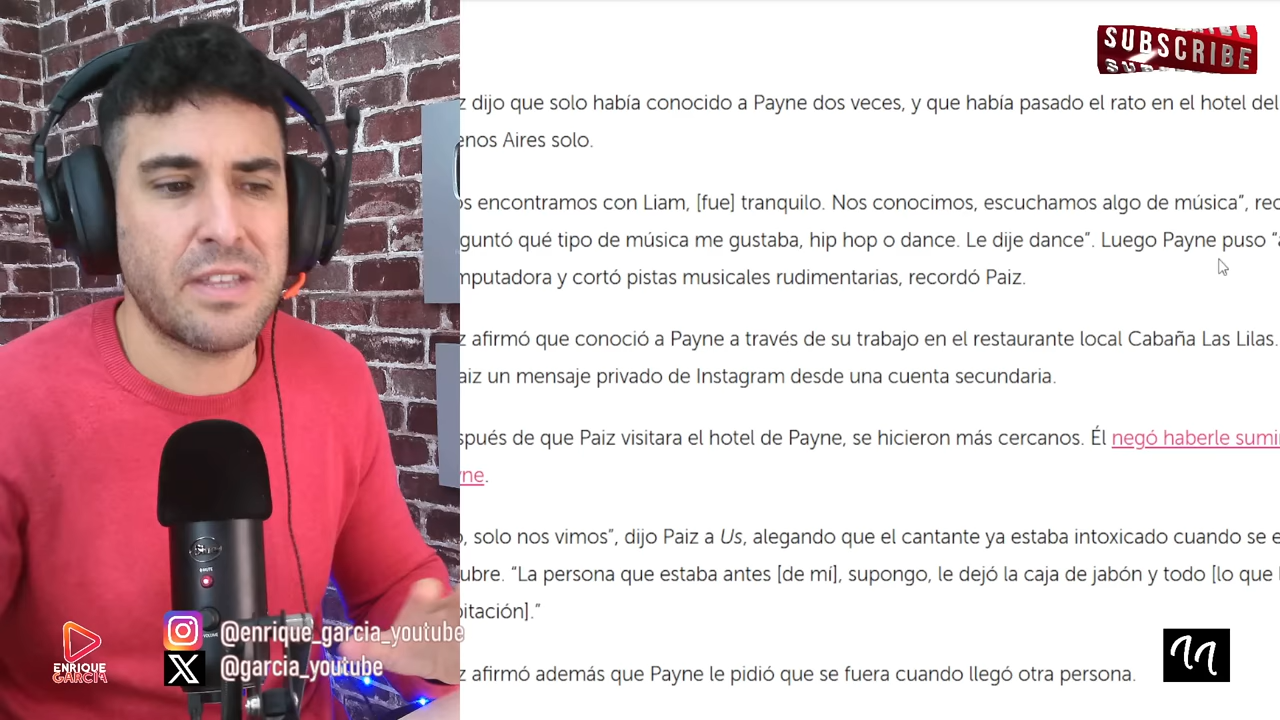 SUBSCRIBE
z dijo que solo había conocido a Payne dos veces, y que había pasado el rato en el hotel del
enos Aires solo.
os encontramos con Liam, [fue] tranquilo. Nos conocimos, escuchamos algo de música”, rec
guntó qué tipo de música me gustaba, hip hop o dance. Le dije dance”. Luego Payne puso “a
mputadora y cortó pistas musicales rudimentarias, recordó Paiz.
z afirmó que conoció a Payne a través de su trabajo en el restaurante local Cabaña Las Lilas.
aiz un mensaje privado de Instagram desde una cuenta secundaria.
spués de que Paiz visitara el hotel de Payne, se hicieron más cercanos. Él negó haberle sumi
yne.
o, solo nos vimos”, dijo Paiz a Us, alegando que el cantante ya estaba intoxicado cuando se e
ubre. “La persona que estaba antes [de mí], supongo, le dejó la caja de jabón y todo [lo que
bitación].”
z afirmó además que Payne le pidió que se fuera cuando llegó otra persona.
Blue
MUTE
VOLUME
@enrique_garcia_youtube
@garcia_youtube
ENRIQUE
GARCIA